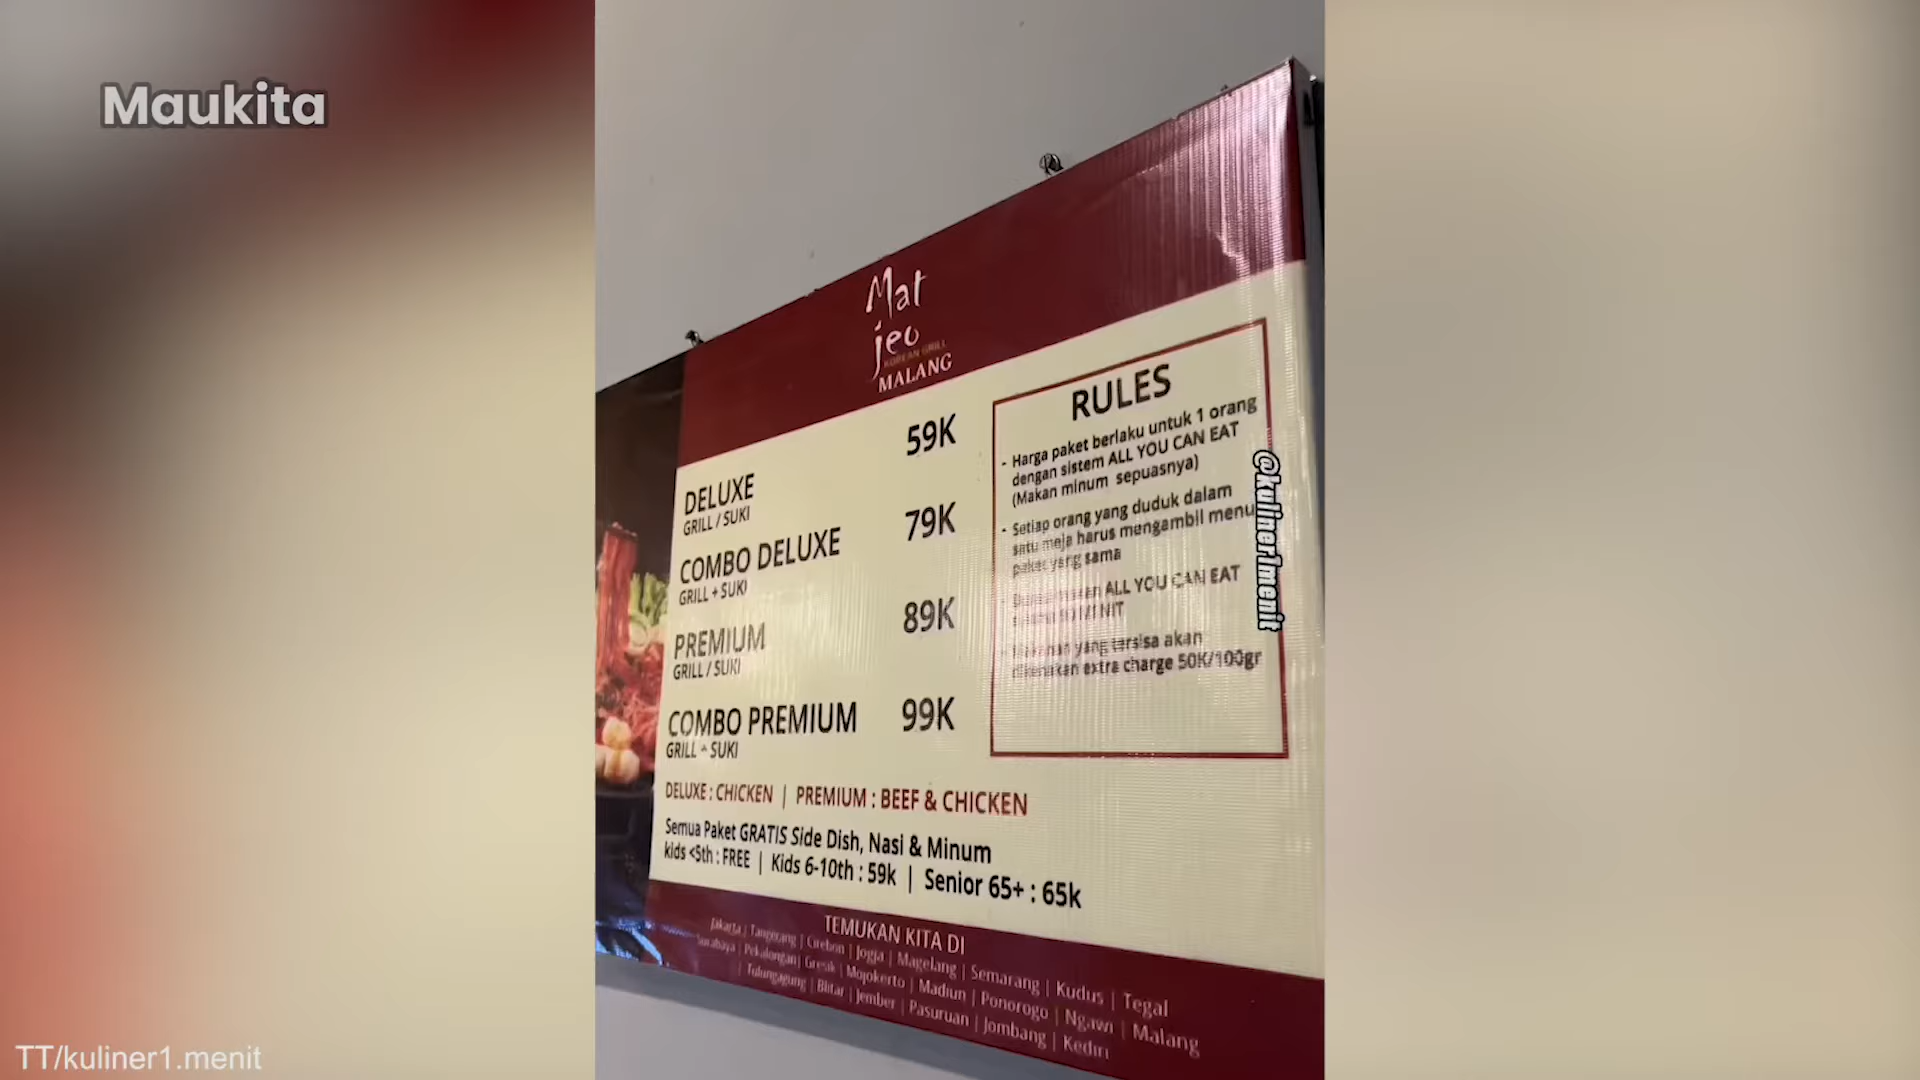 Maukita
Mat
jeo
KOREAN GRILL
MALANG
DELUXE 59K
GRILL / SUKI
COMBO DELUXE 79K
GRILL + SUKI
PREMIUM 89K
GRILL / SUKI
COMBO PREMIUM 99K
GRILL + SUKI
DELUXE : CHICKEN | PREMIUM : BEEF & CHICKEN
Semua Paket GRATIS Side Dish, Nasi & Minum
kids <5th : FREE | Kids 6-10th : 59k | Senior 65+ : 65k
RULES
- Harga paket berlaku untuk 1 orang
dengan sistem ALL YOU CAN EAT
(Makan minum sepuasnya)
- Setiap orang yang duduk dalam
satu meja harus mengambil menu
paket yang sama
ALL YOU CAN EAT
MENIT
- Makanan yang tersisa akan
dikenakan extra charge 50K/100gr
@kuliner1menit
TEMUKAN KITA DI
Jakarta | Tangerang | Cirebon | Jogja | Magelang | Semarang | Kudus | Tegal
Surabaya | Pekalongan | Gresik | Mojokerto | Madiun | Ponorogo | Ngawi | Malang
Tulungagung | Blitar | Jember | Pasuruan | Jombang | Kediri
TT/kuliner1.menit